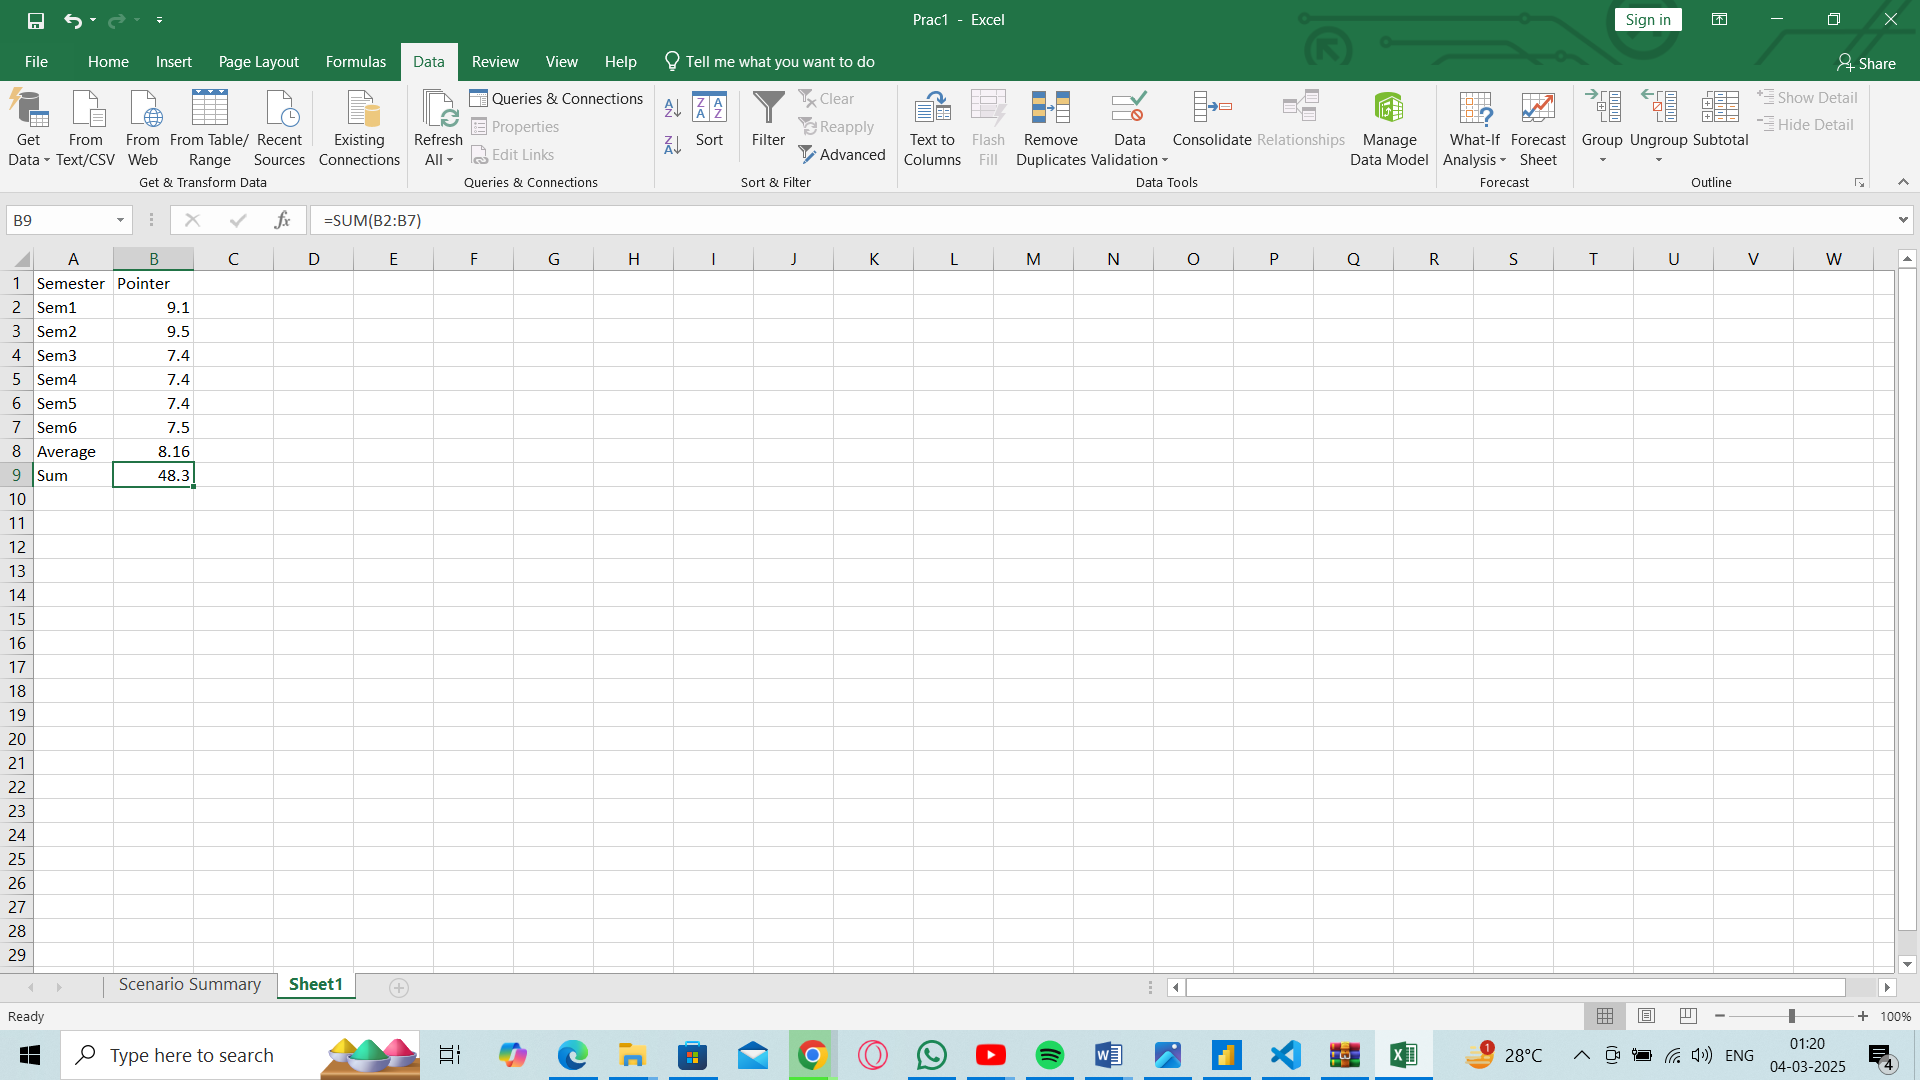 Prac1 - Excel
Sign in
File Home Insert Page Layout Formulas Data Review View Help Tell me what you want to do
Share
Get Data
From Text/CSV
From Web
From Table/ Range
Recent Sources
Existing Connections
Get & Transform Data
Refresh All
Queries & Connections
Properties
Edit Links
Queries & Connections
Sort
Filter
Clear
Reapply
Advanced
Sort & Filter
Text to Columns
Flash Fill
Remove Duplicates
Data Validation
Consolidate
Relationships
Manage Data Model
Data Tools
What-If Analysis
Forecast Sheet
Forecast
Group
Ungroup
Subtotal
Show Detail
Hide Detail
Outline
B9
fx
=SUM(B2:B7)
A B C D E F G H I J K L M N O P Q R S T U V W
1 Semester Pointer
2 Sem1 9.1
3 Sem2 9.5
4 Sem3 7.4
5 Sem4 7.4
6 Sem5 7.4
7 Sem6 7.5
8 Average 8.16
9 Sum 48.3
10
11
12
13
14
15
16
17
18
19
20
21
22
23
24
25
26
27
28
29
Scenario Summary Sheet1
Ready
100%
Type here to search
1
28°C
ENG
01:20
04-03-2025
4